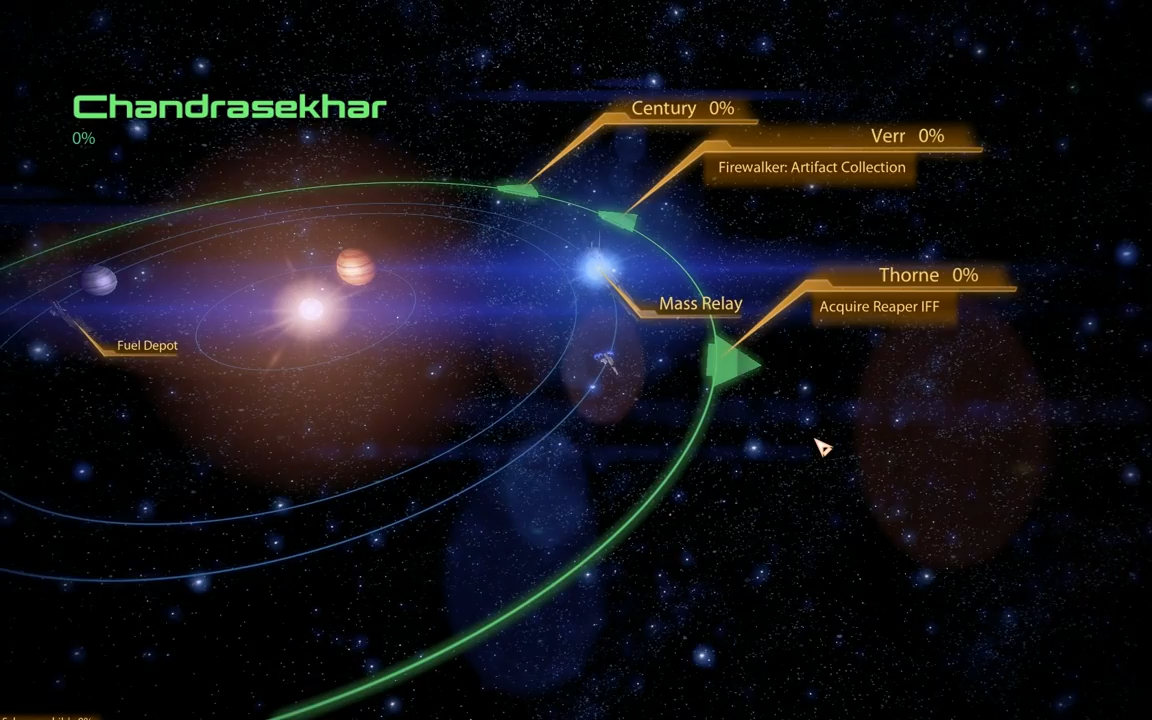 Chandrasekhar
0%
Century 0%
Verr 0%
Firewalker: Artifact Collection
Thorne 0%
Acquire Reaper IFF
Mass Relay
Fuel Depot